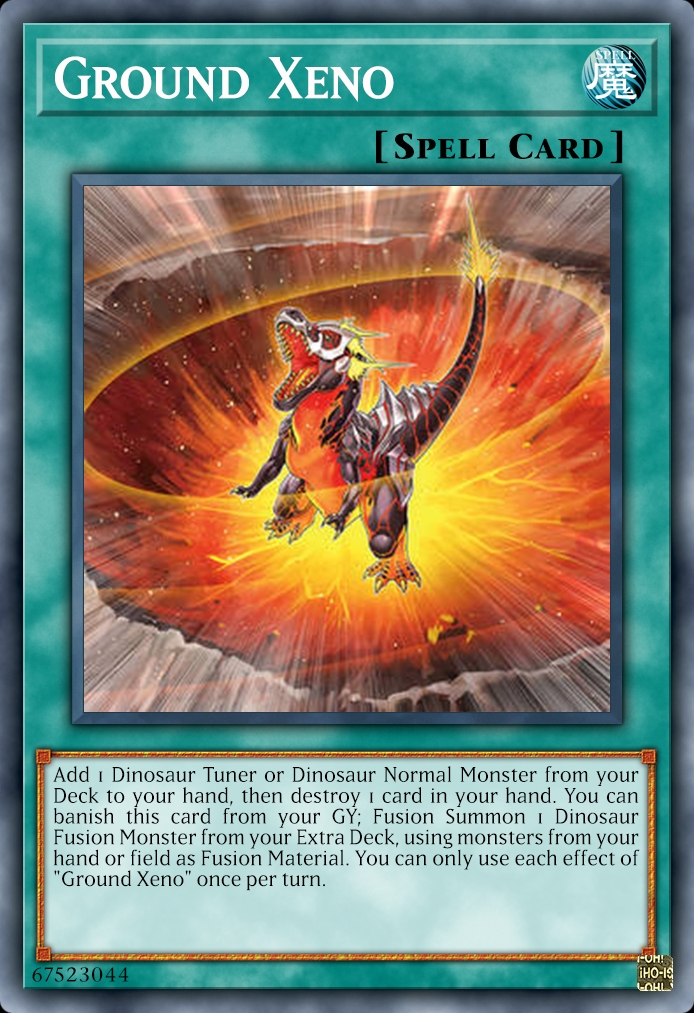 Ground Xeno
SPELL
魔
[Spell Card]
Add 1 Dinosaur Tuner or Dinosaur Normal Monster from your
Deck to your hand, then destroy 1 card in your hand. You can
banish this card from your GY; Fusion Summon 1 Dinosaur
Fusion Monster from your Extra Deck, using monsters from your
hand or field as Fusion Material. You can only use each effect of
"Ground Xeno" once per turn.
67523044